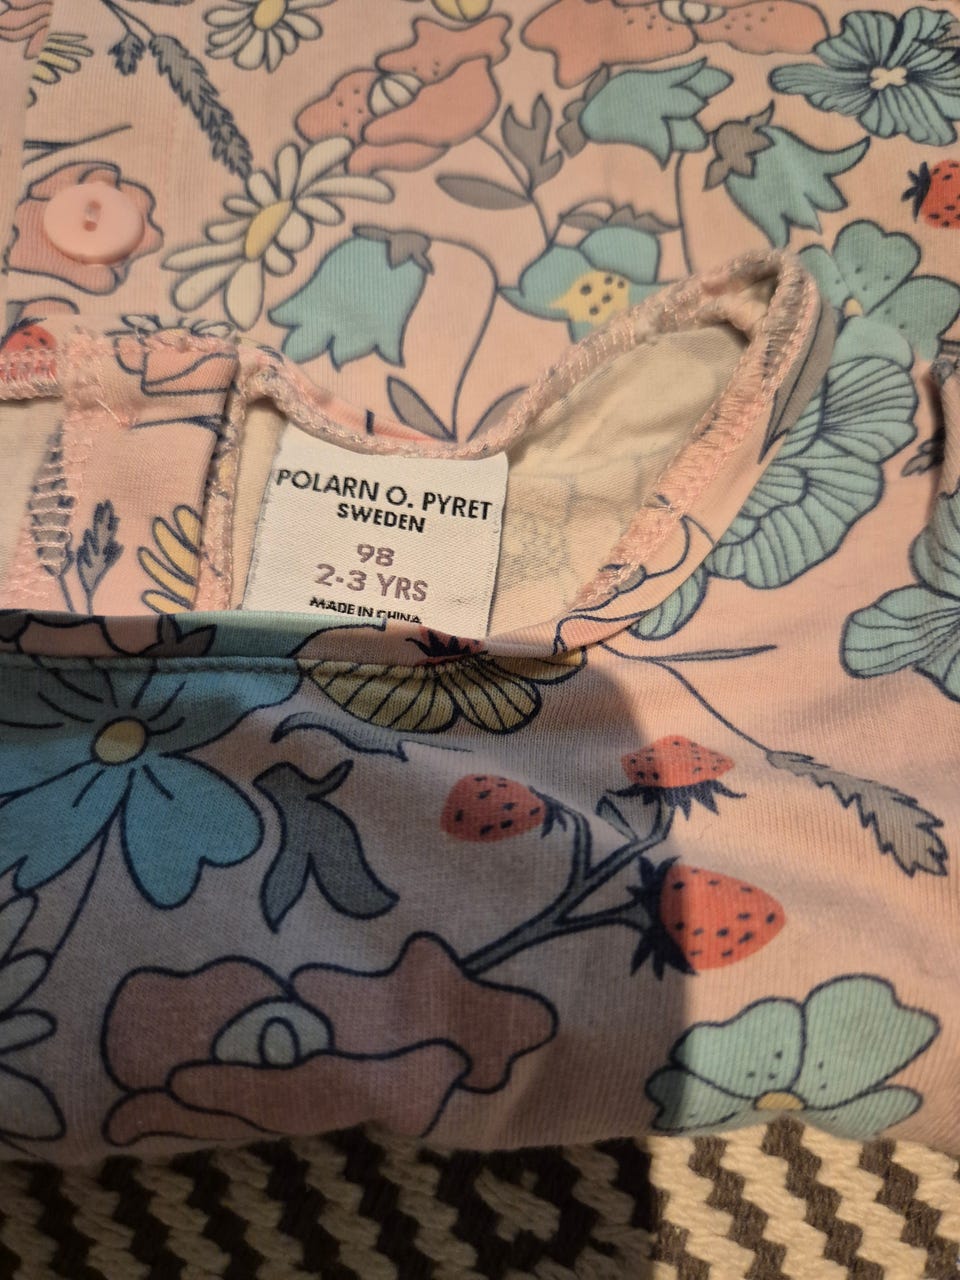 POLARN O. PYRET
SWEDEN
98
2-3 YRS
MADE IN CHINA